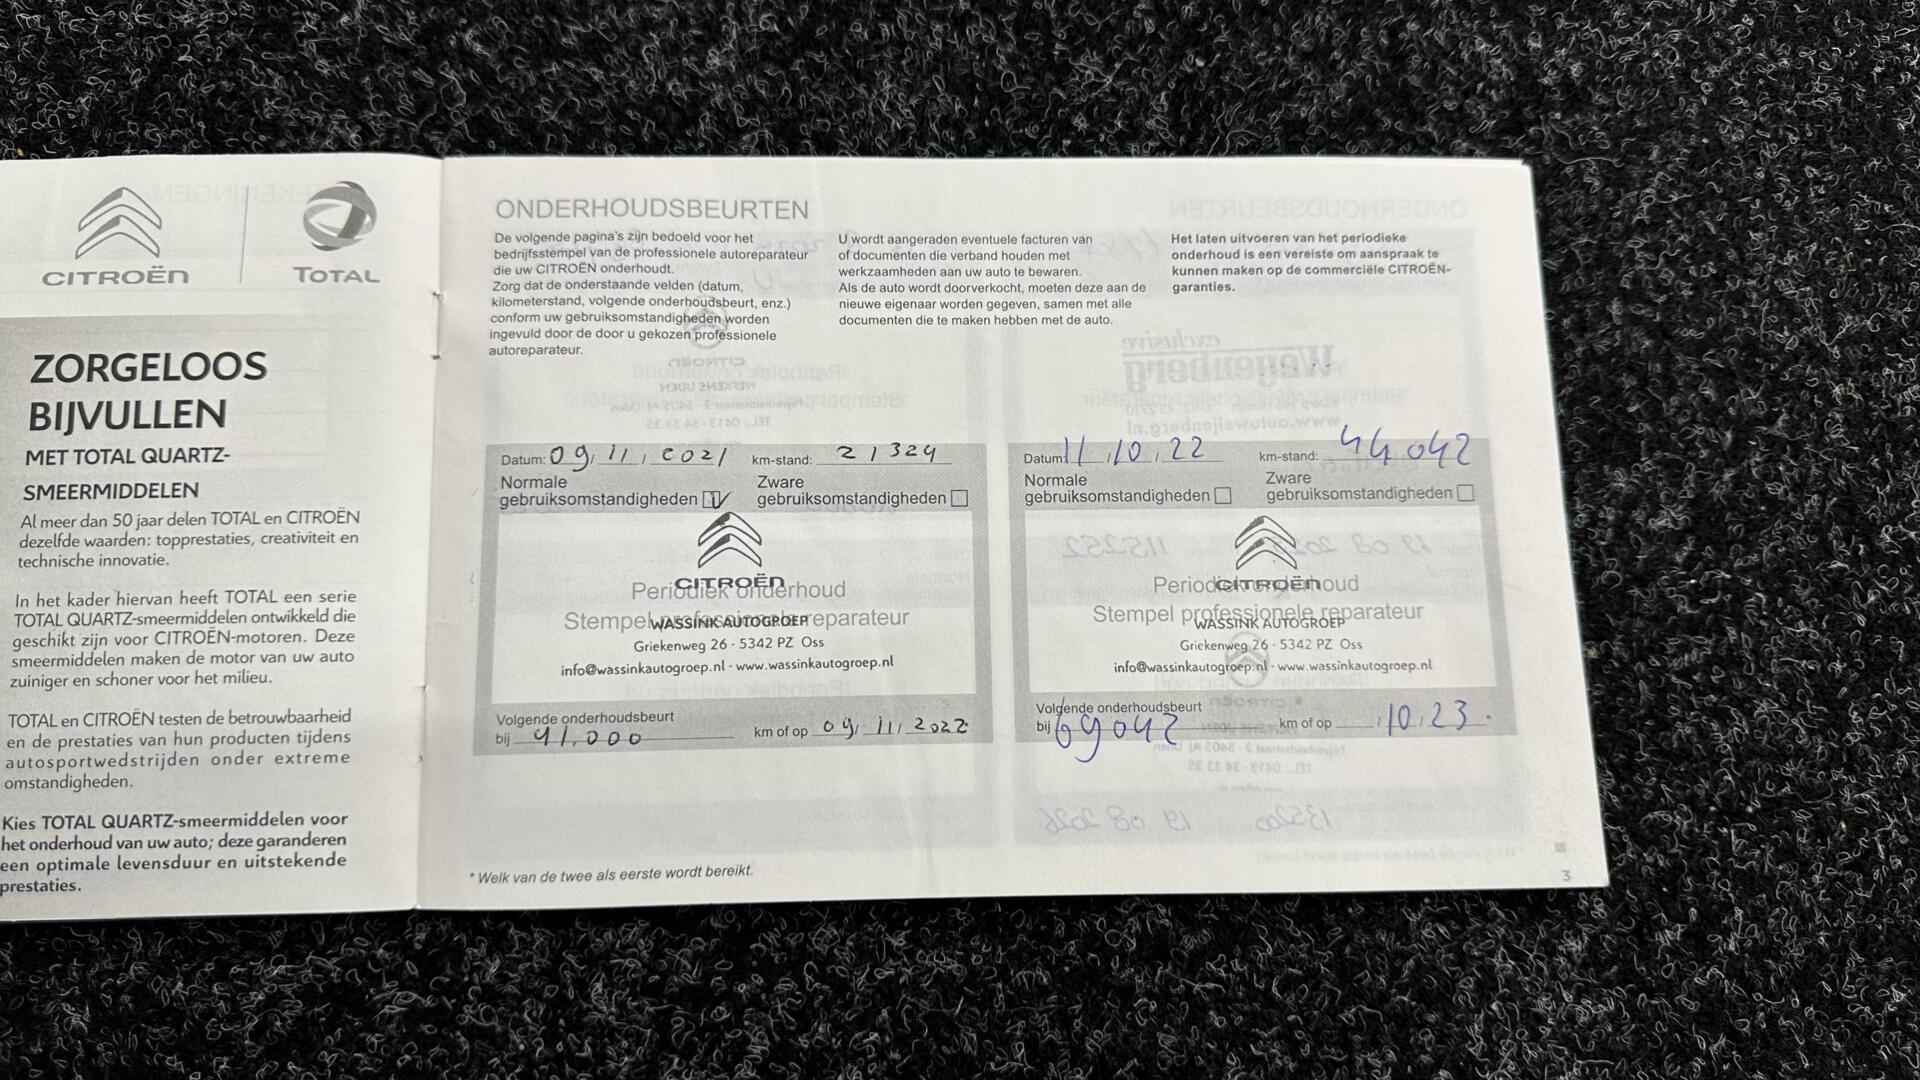 CITROËN
TOTAL
ZORGELOOS
BIJVULLEN
MET TOTAL QUARTZ-
SMEERMIDDELEN
Al meer dan 50 jaar delen TOTAL en CITROËN
dezelfde waarden: topprestaties, creativiteit en
technische innovatie.
In het kader hiervan heeft TOTAL een serie
TOTAL QUARTZ-smeermiddelen ontwikkeld die
geschikt zijn voor CITROËN-motoren. Deze
smeermiddelen maken de motor van uw auto
zuiniger en schoner voor het milieu.
TOTAL en CITROËN testen de betrouwbaarheid
en de prestaties van hun producten tijdens
autosportwedstrijden onder extreme
omstandigheden.
Kies TOTAL QUARTZ-smeermiddelen voor
het onderhoud van uw auto; deze garanderen
een optimale levensduur en uitstekende
prestaties.
ONDERHOUDSBEURTEN
De volgende pagina's zijn bedoeld voor het
bedrijfsstempel van de professionele autoreparateur
die uw CITROËN onderhoudt.
Zorg dat de onderstaande velden (datum,
kilometerstand, volgende onderhoudsbeurt, enz.)
conform uw gebruiksomstandigheden worden
ingevuld door de door u gekozen professionele
autoreparateur.
U wordt aangeraden eventuele facturen van
of documenten die verband houden met
werkzaamheden aan uw auto te bewaren.
Als de auto wordt doorverkocht, moeten deze aan de
nieuwe eigenaar worden gegeven, samen met alle
documenten die te maken hebben met de auto.
Het laten uitvoeren van het periodieke
onderhoud is een vereiste om aanspraak te
kunnen maken op de commerciële CITROËN-
garanties.
Datum: 09, 11, 2021 km-stand: 21324
Normale
gebruiksomstandigheden
Zware
gebruiksomstandigheden
CITROËN
Periodiek onderhoud
Stempel professionele reparateur
WASSINK AUTOGROEP
Griekenweg 26 - 5342 PZ Oss
info@wassinkautogroep.nl - www.wassinkautogroep.nl
Volgende onderhoudsbeurt
bij 41.000 km of op 09, 11, 2022
Datum: 11, 10, 22 km-stand: 44042
Normale
gebruiksomstandigheden
Zware
gebruiksomstandigheden
CITROËN
Periodiek onderhoud
Stempel professionele reparateur
WASSINK AUTOGROEP
Griekenweg 26 - 5342 PZ Oss
info@wassinkautogroep.nl - www.wassinkautogroep.nl
Volgende onderhoudsbeurt
bij 69042 km of op , 10, 23.
* Welk van de twee als eerste wordt bereikt.
3